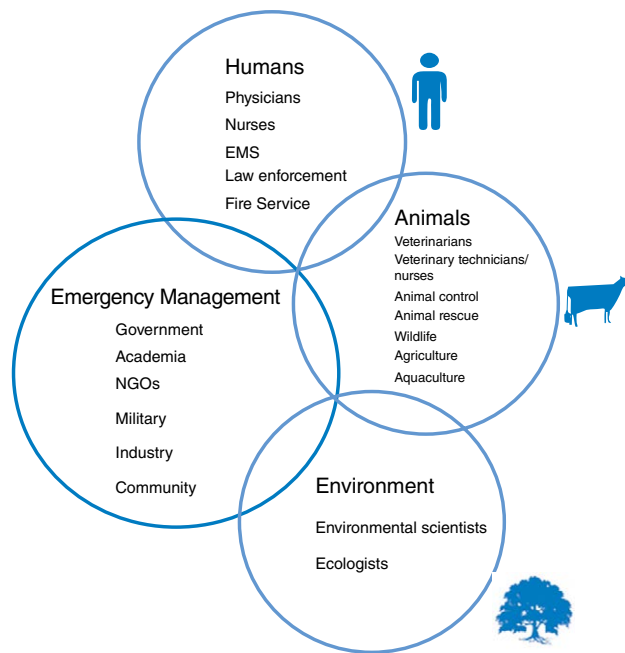 Humans
Physicians
Nurses
EMS
Law enforcement
Fire Service
Animals
Veterinarians
Veterinary technicians/
nurses
Animal control
Animal rescue
Wildlife
Agriculture
Aquaculture
Emergency Management
Government
Academia
NGOs
Military
Industry
Community
Environment
Environmental scientists
Ecologists